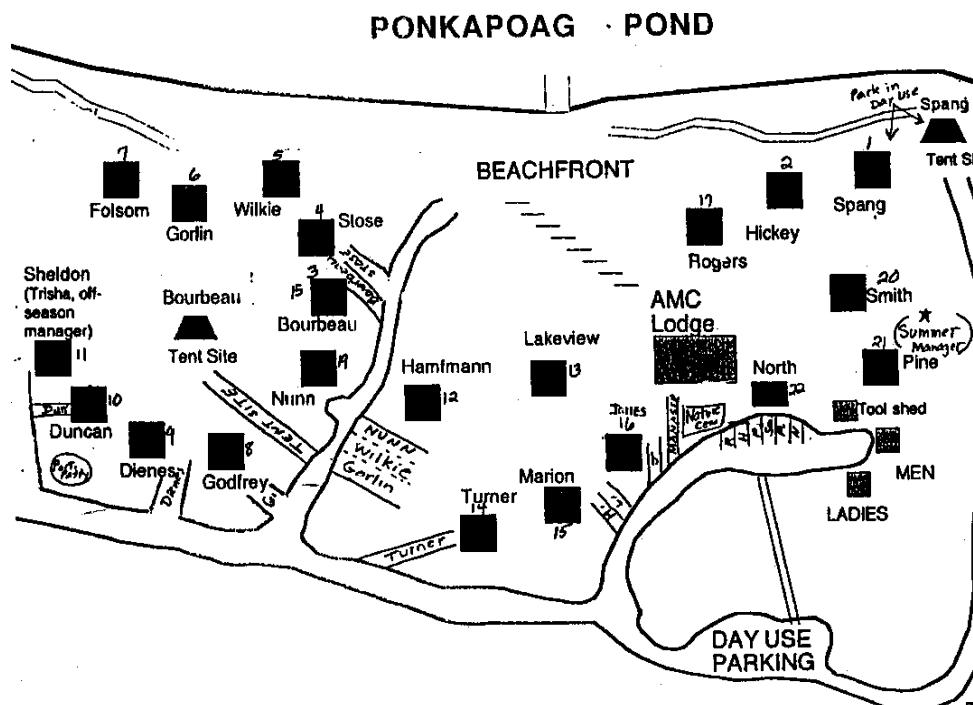 PONKAPOAG POND
Park in
DAY USE
Spang
Tent Si
1
Spang
2
Hickey
17
Rogers
BEACHFRONT
7
Folsom
6
Gorlin
5
Wilkie
4
Stose
STOSE
Bourbeau
3
15
Bourbeau
Sheldon
(Trisha, off-
season
manager)
11
Bourbeau
Tent Site
20
Smith
(Summer
Manager)
21
Pine
AMC
Lodge
Lakeview
13
Hamfmann
12
19
Nunn
TENT SITE
North
22
Tool shed
MEN
LADIES
16
MANAGER
10
Duncan
9
Dienes
8
Godfrey
G
NUNN
Wilkie
Gorlin
Marion
15
Turner
14
Turner
DAY USE
PARKING